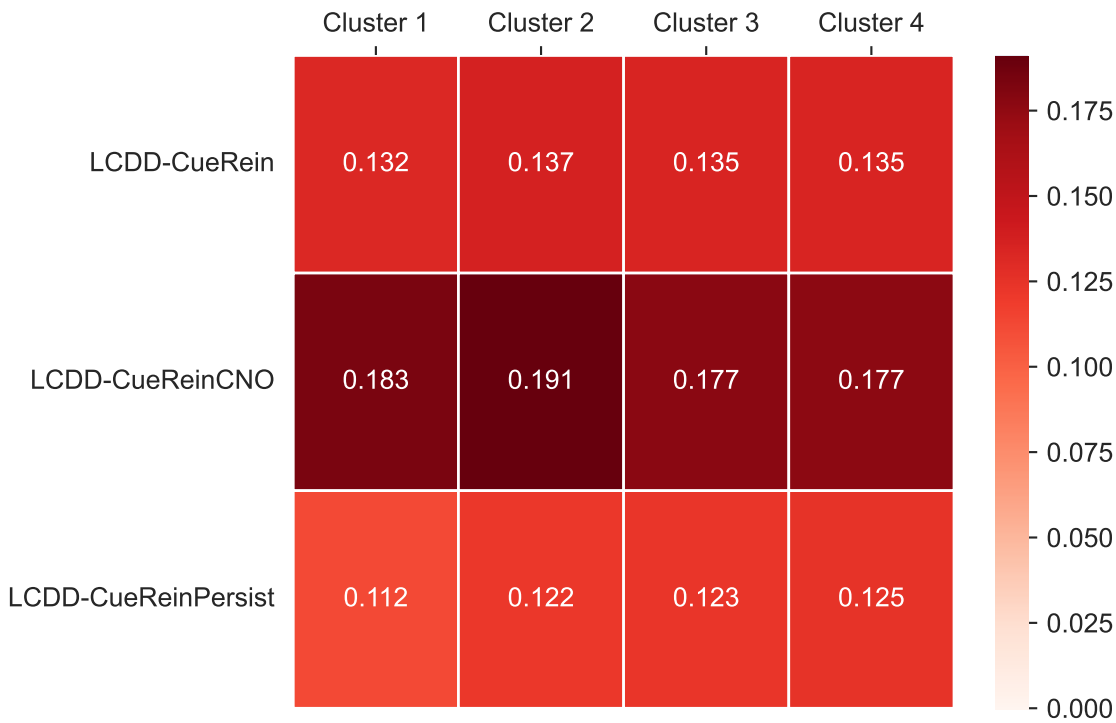 Cluster 1 Cluster 2 Cluster 3 Cluster 4
LCDD-CueRein 0.132 0.137 0.135 0.135
LCDD-CueReinCNO 0.183 0.191 0.177 0.177
LCDD-CueReinPersist 0.112 0.122 0.123 0.125
0.175
0.150
0.125
0.100
0.075
0.050
0.025
0.000